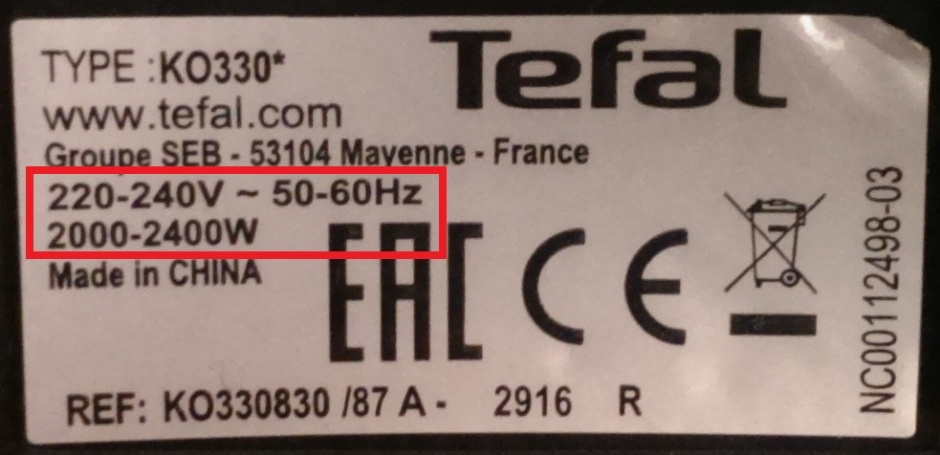 TYPE :KO330*
Tefal
www.tefal.com
Groupe SEB - 53104 Mayenne - France
220-240V ~ 50-60Hz
2000-2400W
Made in CHINA
EAC CE
REF: KO330830 /87 A - 2916 R
NC00112498-03